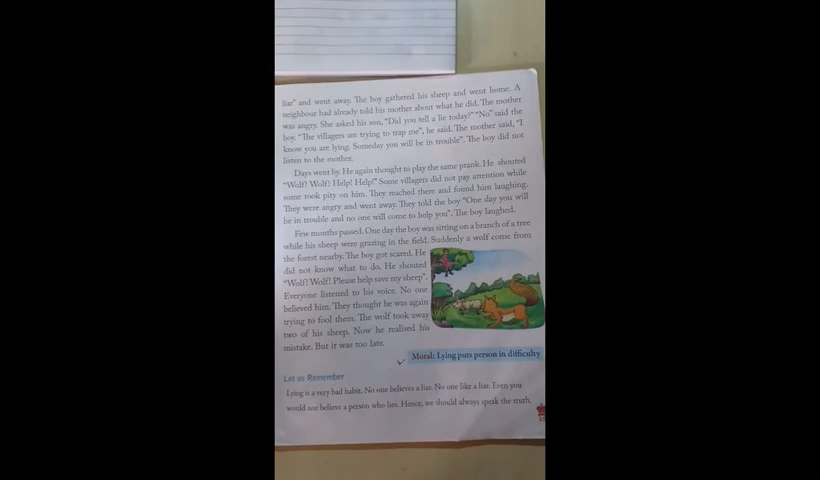 liar" and went away. The boy gathered his sheep and went home. A
neighbour had already told his mother about what he did. The mother
was angry. She asked his son, "Did you tell a lie today?" "No" said the
boy. "The villagers are trying to trap me", he said. The mother said, "I
know you are lying. Someday you will be in trouble". The boy did not
listen to the mother.
Days went by. He again thought to play the same prank. He shouted
"Wolf! Wolf! Help! Help!" Some villagers did not pay attention while
some took pity on him. They reached there and found him laughing.
They were angry and went away. They told the boy "One day you will
be in trouble and no one will come to help you". The boy laughed.
Few months passed. One day the boy was sitting on a branch of a tree
while his sheep were grazing in the field. Suddenly a wolf come from
the forest nearby. The boy got scared. He
did not know what to do. He shouted
"Wolf! Wolf! Please help save my sheep".
Everyone listened to his voice. No one
believed him. They thought he was again
trying to fool them. The wolf took away
two of his sheep. Now he realised his
mistake. But it was too late.
Moral: Lying puts person in difficulty
Let us Remember
Lying is a very bad habit. No one believes a liar. No one like a liar. Even you
would not believe a person who lies. Hence, we should always speak the truth.